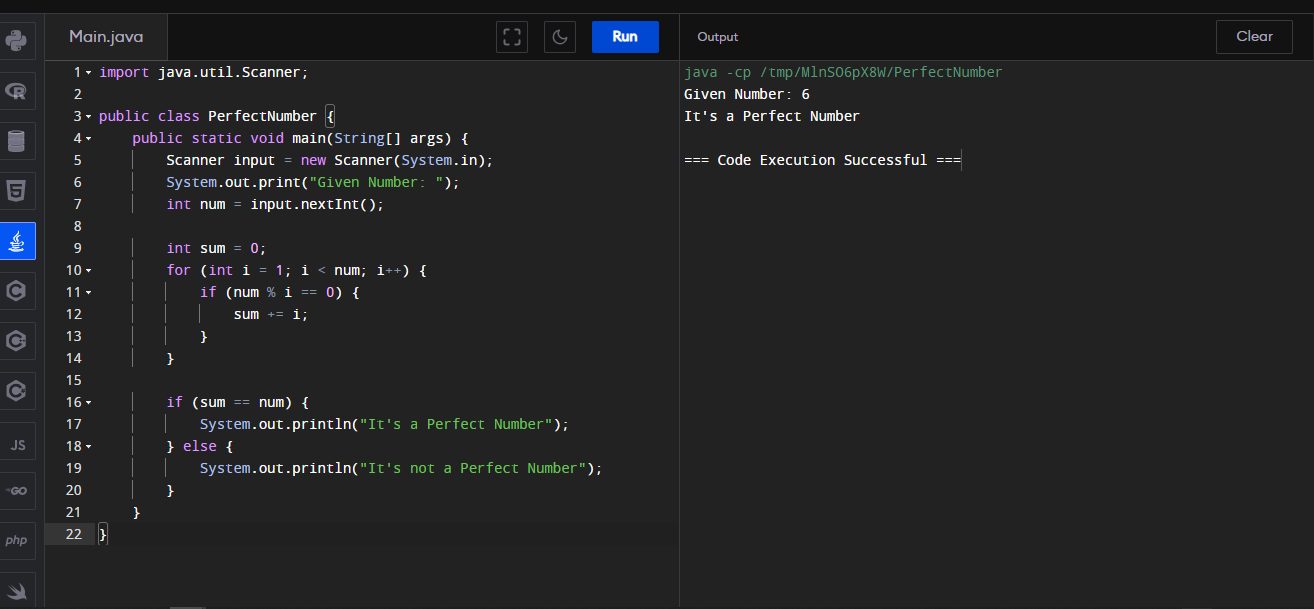 Main.java
Run
Output
Clear
1 import java.util.Scanner;
2
3 public class PerfectNumber {
4     public static void main(String[] args) {
5         Scanner input = new Scanner(System.in);
6         System.out.print("Given Number: ");
7         int num = input.nextInt();
8
9         int sum = 0;
10         for (int i = 1; i < num; i++) {
11             if (num % i == 0) {
12                 sum += i;
13             }
14         }
15
16         if (sum == num) {
17             System.out.println("It's a Perfect Number");
18         } else {
19             System.out.println("It's not a Perfect Number");
20         }
21     }
22 }
java -cp /tmp/MlnSO6pX8W/PerfectNumber
Given Number: 6
It's a Perfect Number
=== Code Execution Successful ===
R
5
JS
GO
php